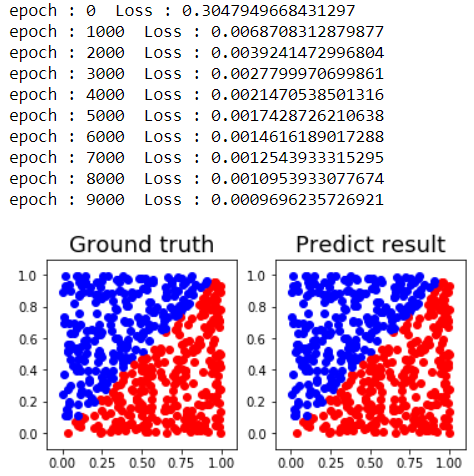 epoch : 0 Loss : 0.3047949668431297
epoch : 1000 Loss : 0.0068708312879877
epoch : 2000 Loss : 0.0039241472996804
epoch : 3000 Loss : 0.0027799970699861
epoch : 4000 Loss : 0.0021470538501316
epoch : 5000 Loss : 0.0017428726210638
epoch : 6000 Loss : 0.0014616189017288
epoch : 7000 Loss : 0.0012543933315295
epoch : 8000 Loss : 0.0010953933077674
epoch : 9000 Loss : 0.0009696235726921
Ground truth
1.0
0.8
0.6
0.4
0.2
0.0
0.00 0.25 0.50 0.75 1.00
Predict result
1.0
0.8
0.6
0.4
0.2
0.0
0.00 0.25 0.50 0.75 1.00